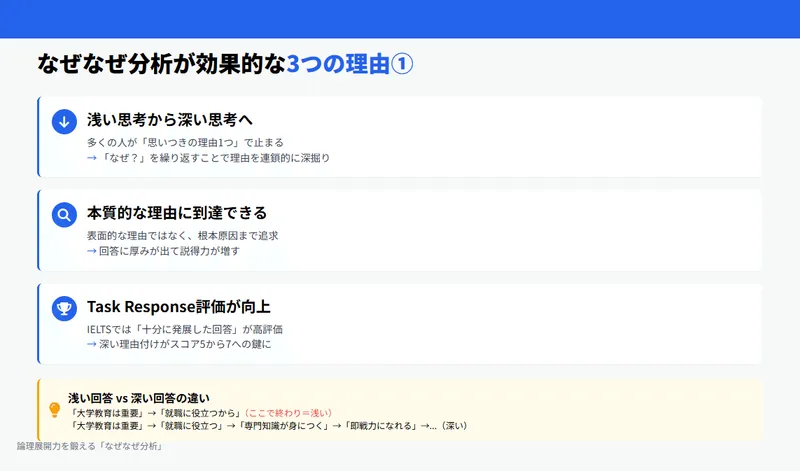 なぜなぜ分析が効果的な3つの理由①
浅い思考から深い思考へ
多くの人が「思いつきの理由1つ」で止まる
→ 「なぜ？」を繰り返すことで理由を連鎖的に深掘り
本質的な理由に到達できる
表面的な理由ではなく、根本原因まで追求
→ 回答に厚みが出て説得力が増す
Task Response評価が向上
IELTSでは「十分に発展した回答」が高評価
→ 深い理由付けがスコア5から7への鍵に
浅い回答 vs 深い回答の違い
「大学教育は重要」→「就職に役立つから」（ここで終わり＝浅い）
「大学教育は重要」→「就職に役立つ」→「専門知識が身につく」→「即戦力になれる」→...（深い）
論理展開力を鍛える「なぜなぜ分析」